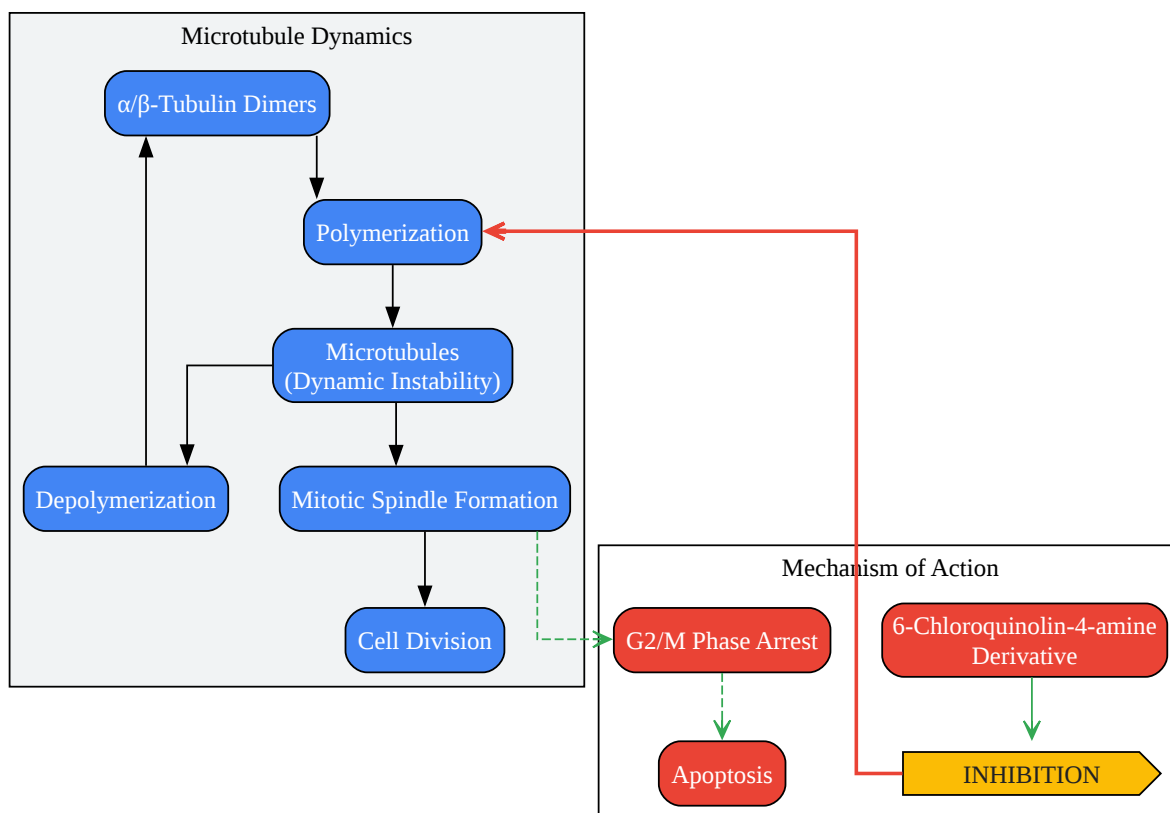 Microtubule Dynamics
α/β-Tubulin Dimers
Polymerization
Microtubules
(Dynamic Instability)
Depolymerization
Mitotic Spindle Formation
Cell Division
Mechanism of Action
G2/M Phase Arrest
6-Chloroquinolin-4-amine
Derivative
Apoptosis
INHIBITION